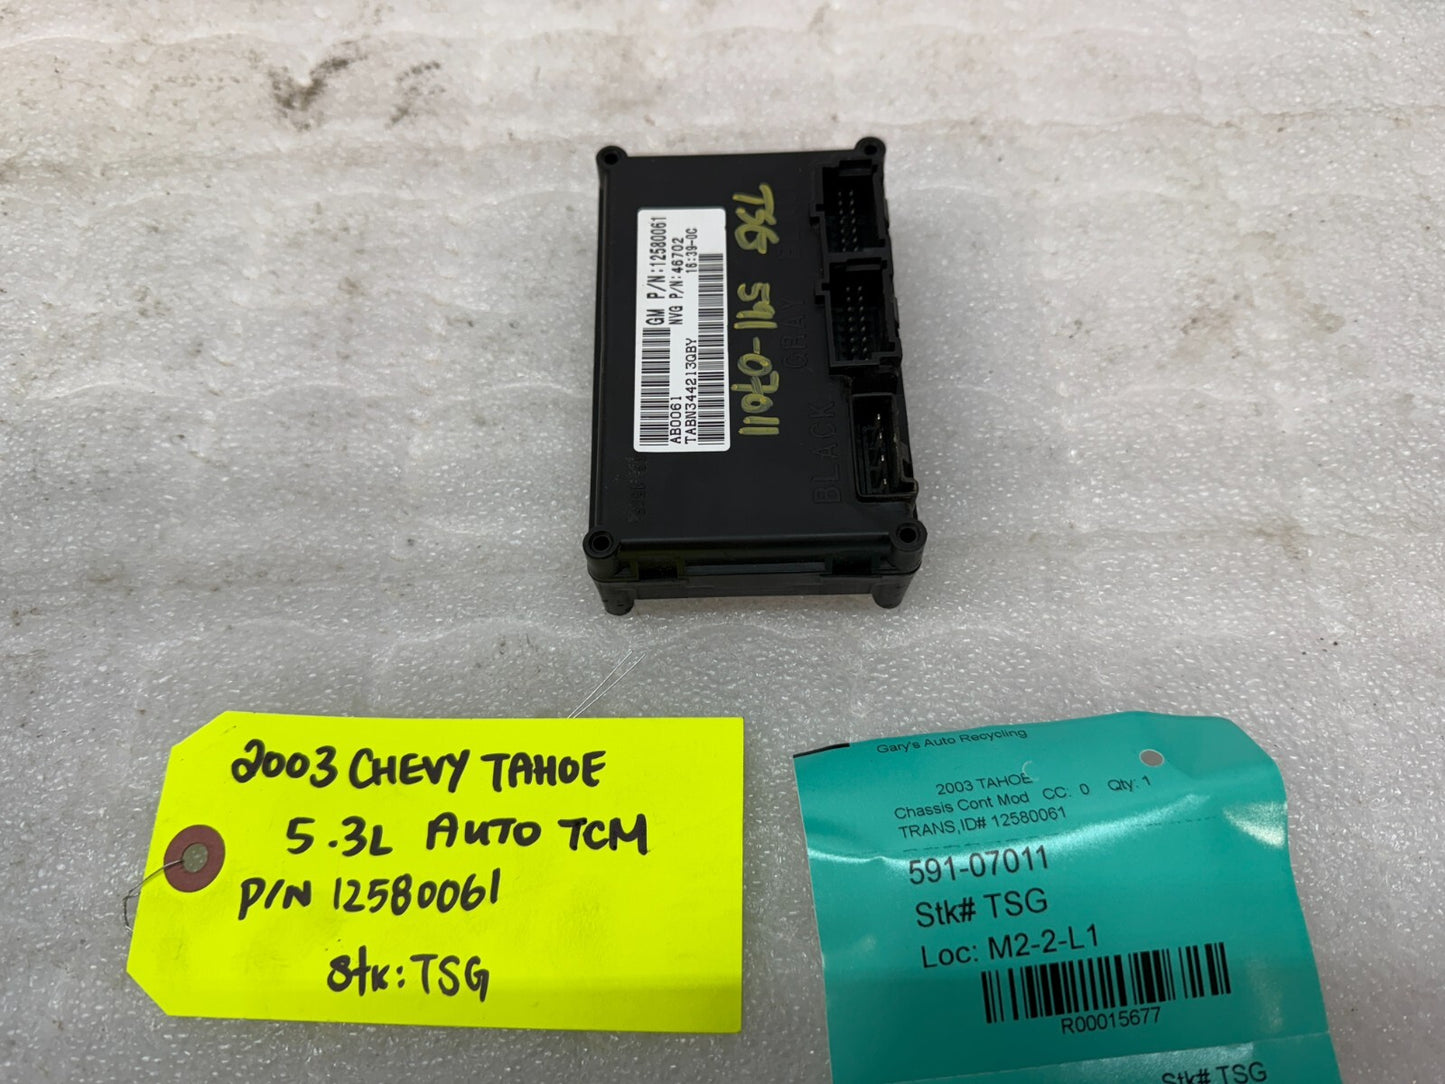 GM P/N:12580061
NVG P/N:46702
16:39-0C
AB0061
TABN344213QBY
TSG 591-07011
GRAY
BLACK
2003 CHEVY TAHOE
5.3L AUTO TCM
P/N 12580061
Stk: TSG
Gary's Auto Recycling
2003 TAHOE
Chassis Cont Mod CC: 0 Qty: 1
TRANS,ID# 12580061
591-07011
Stk# TSG
Loc: M2-2-L1
R00015677
Stk# TSG